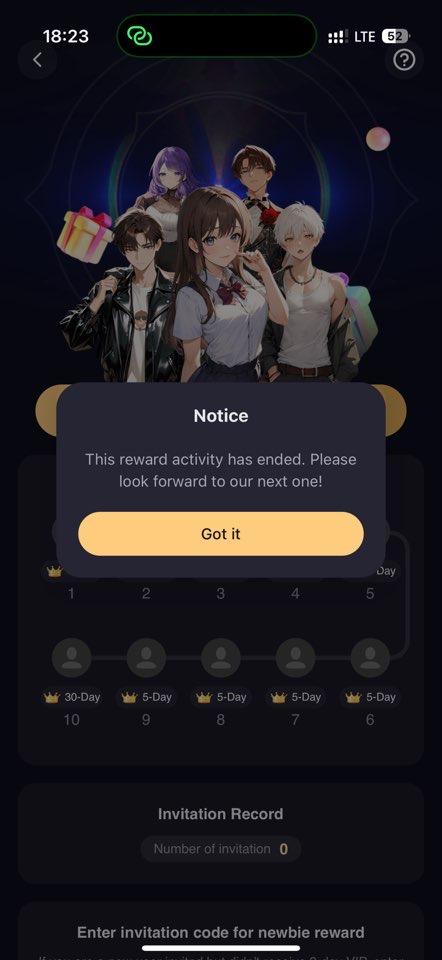 18:23
LTE
52
Notice
This reward activity has ended. Please
look forward to our next one!
Got it
Day
1 2 3 4 5
30-Day 5-Day 5-Day 5-Day 5-Day
10 9 8 7 6
Invitation Record
Number of invitation 0
Enter invitation code for newbie reward